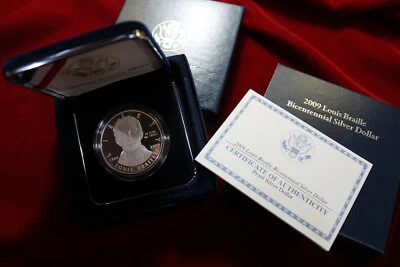 LOUIS BRAILLE
2009 Louis Braille
Bicentennial Silver Dollar
2009 Louis Braille Bicentennial Silver Dollar
CERTIFICATE OF AUTHENTICITY
Proof Silver Dollar